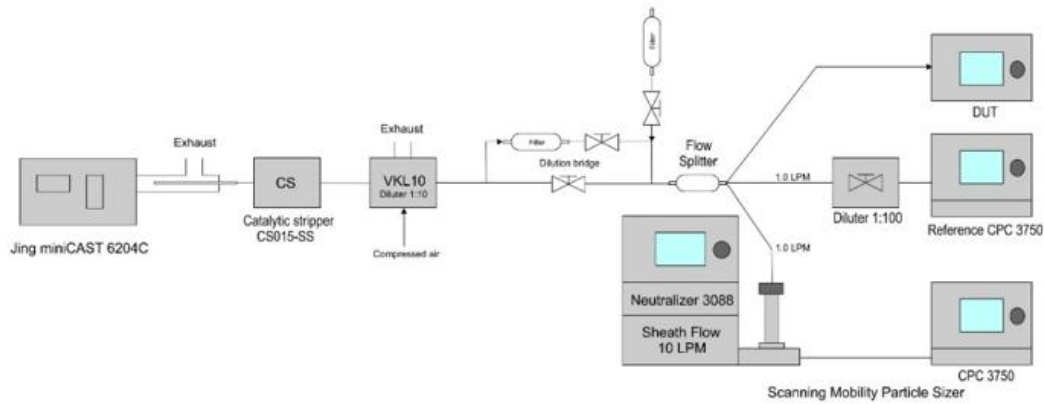 Filter
Exhaust
Exhaust
Filter
Dilution bridge
Flow
Splitter
DUT
CS
VKL10
Diluter 1:10
1.0 LPM
Jing miniCAST 6204C
Catalytic stripper
CS015-SS
Compressed air
1.0 LPM
Diluter 1:100
Reference CPC 3750
Neutralizer 3088
Sheath Flow
10 LPM
CPC 3750
Scanning Mobility Particle Sizer